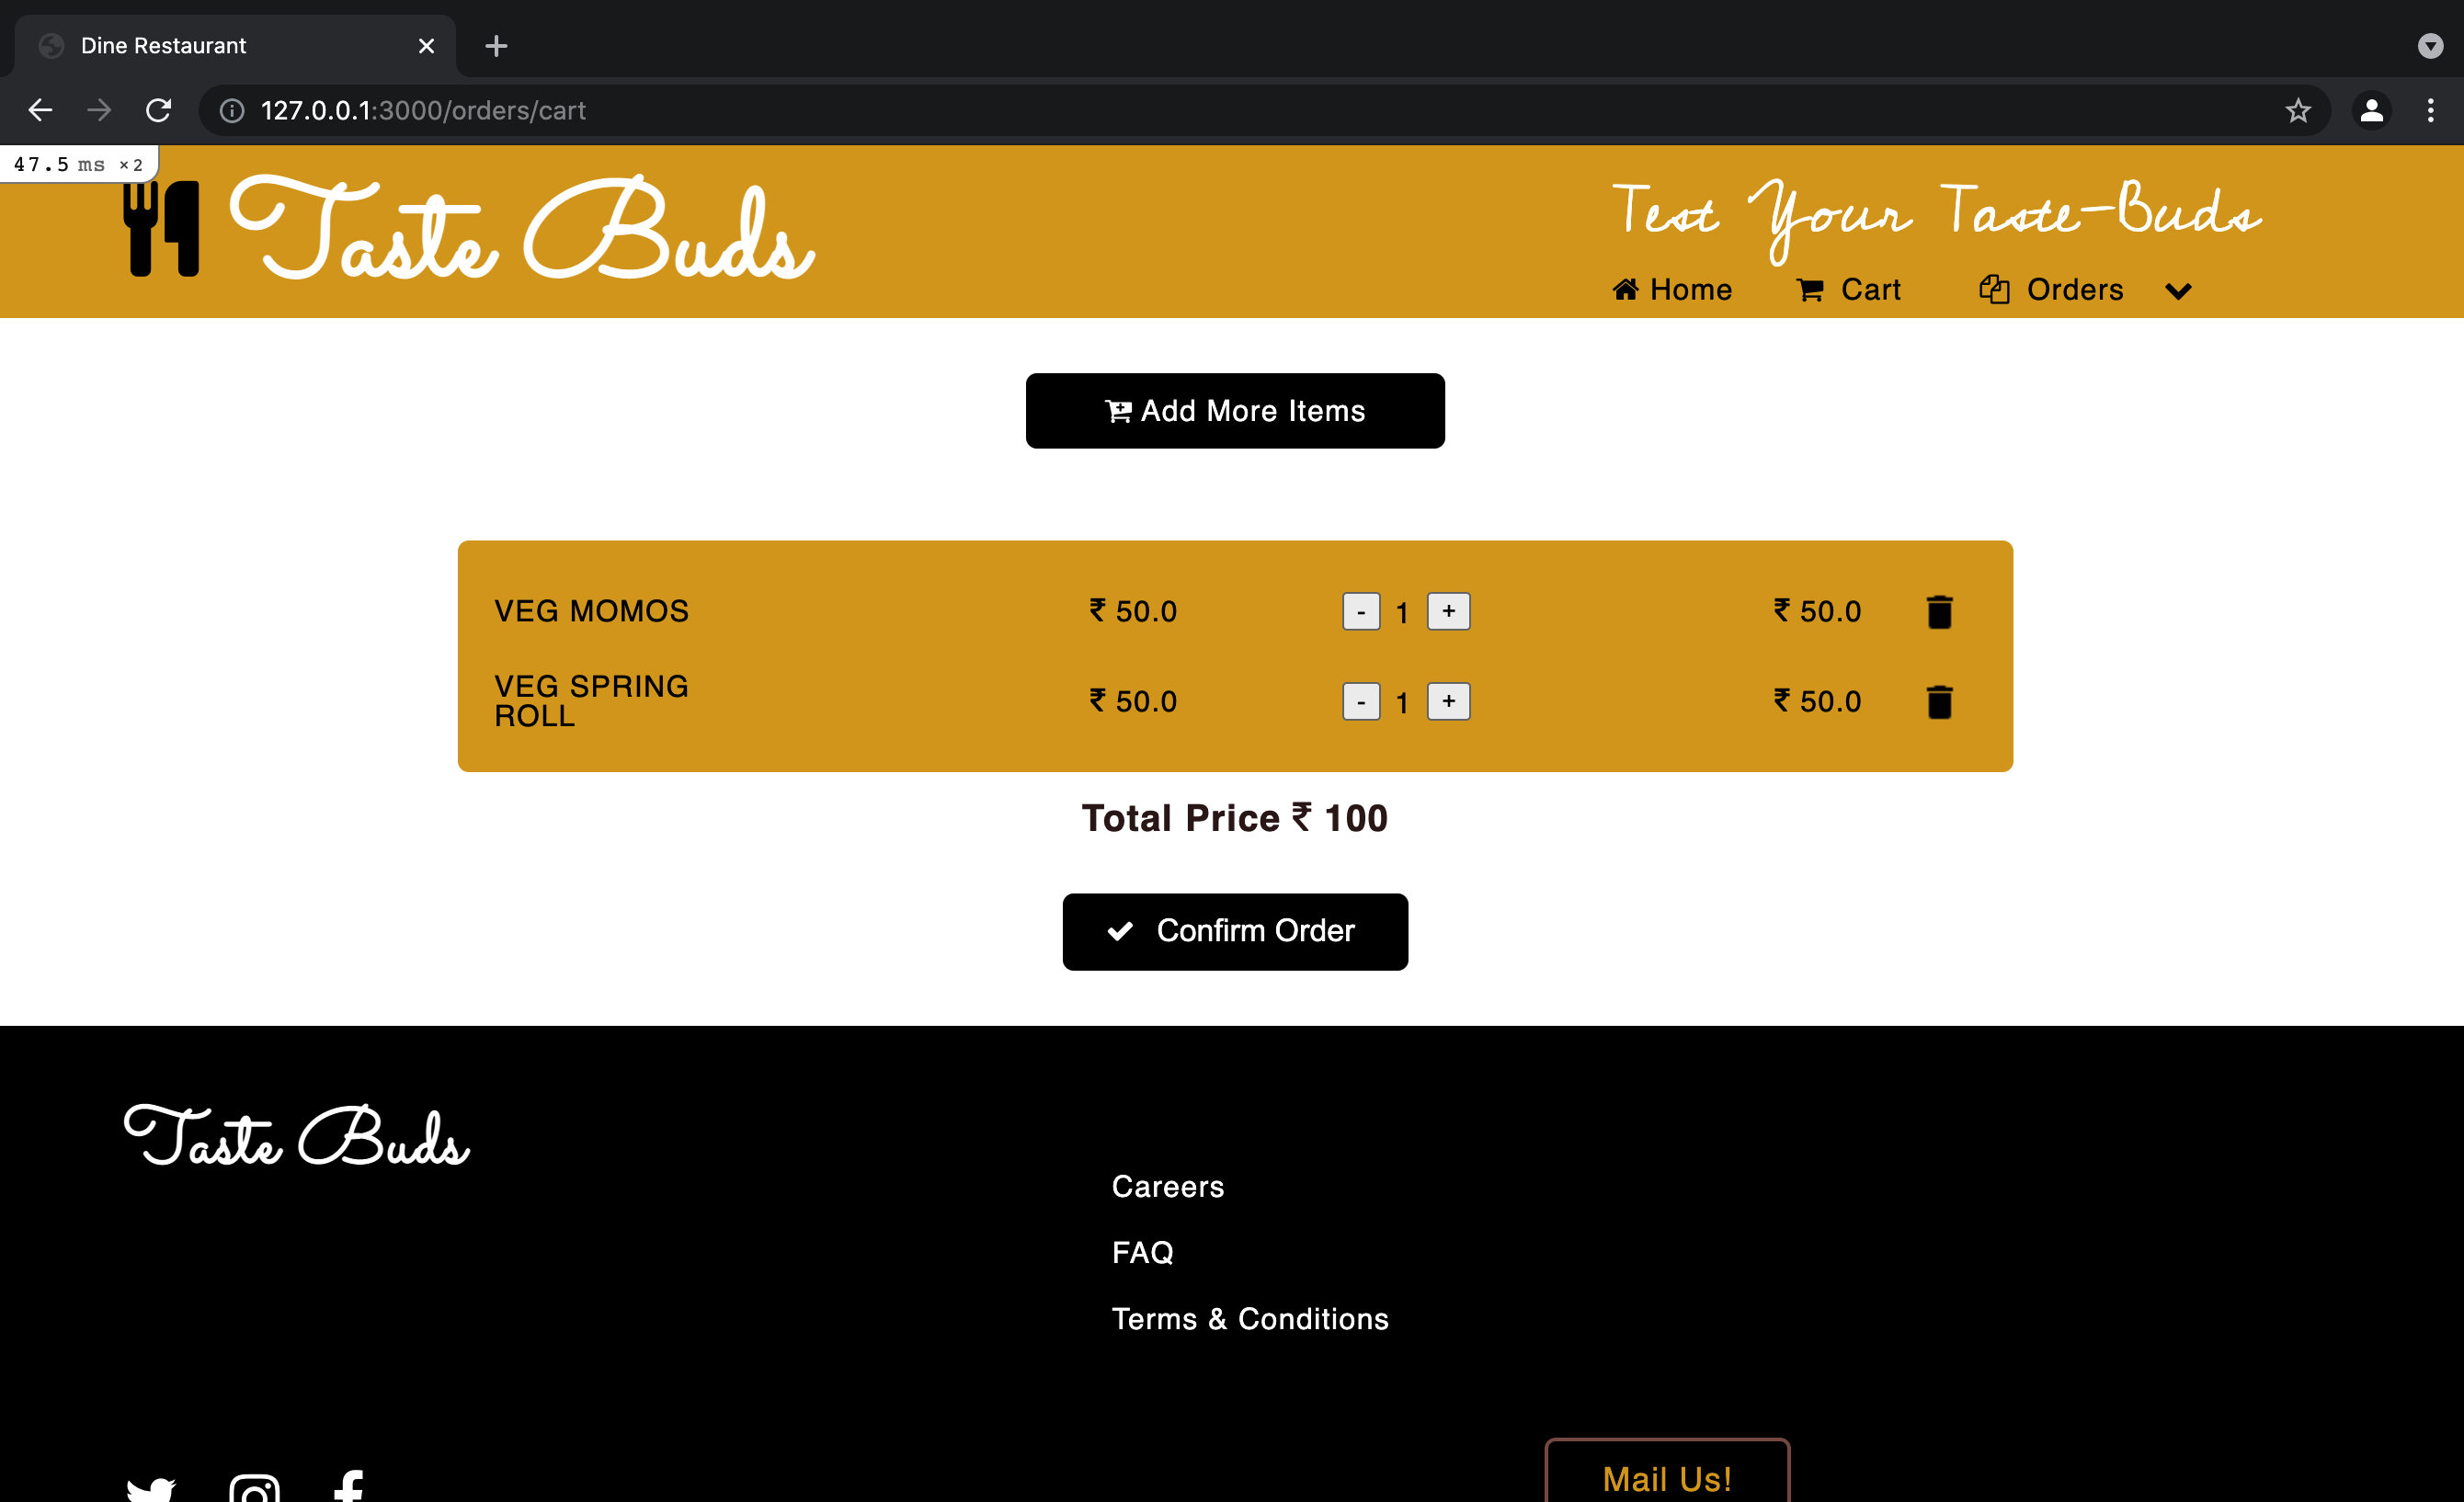 Dine Restaurant
127.0.0.1:3000/orders/cart
47.5 ms ×2
Taste Buds
Test Your Taste-Buds
Home Cart Orders
Add More Items
VEG MOMOS ₹ 50.0 - 1 + ₹ 50.0
VEG SPRING
ROLL ₹ 50.0 - 1 + ₹ 50.0
Total Price ₹ 100
Confirm Order
Taste Buds
Careers
FAQ
Terms & Conditions
Mail Us!